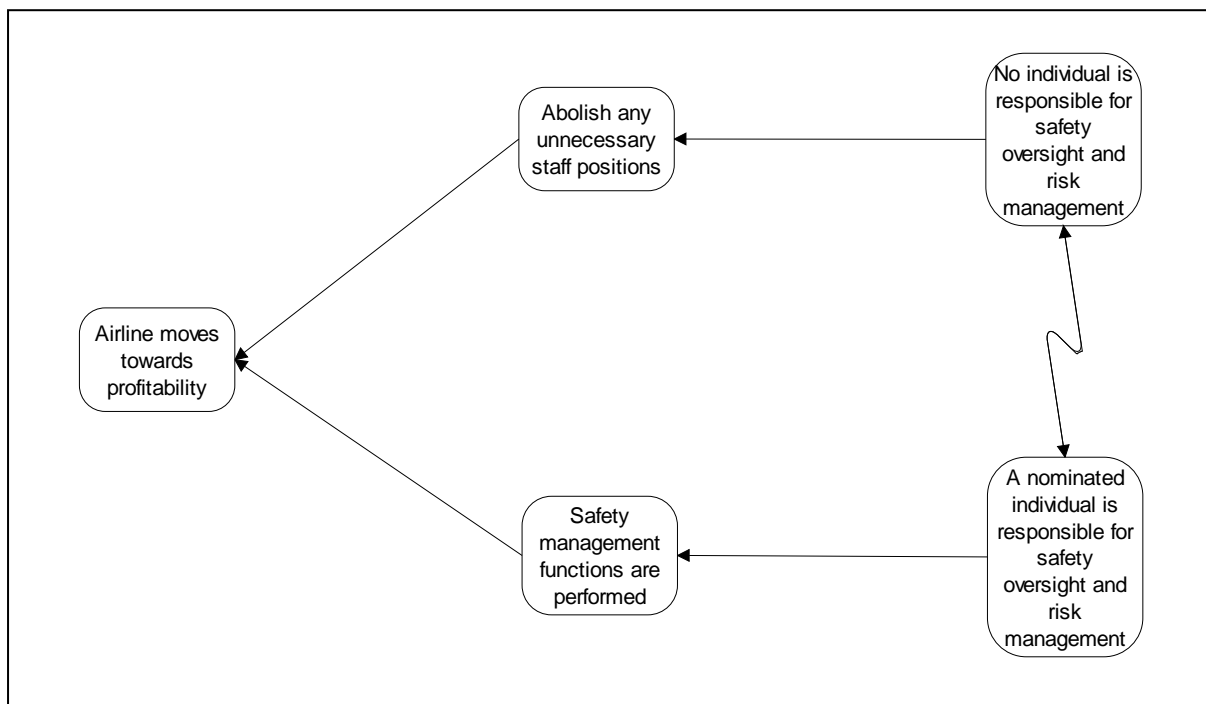 No individual is
responsible for
safety
oversight and
risk
management
Abolish any
unnecessary
staff positions
Airline moves
towards
profitability
Safety
management
functions are
performed
A nominated
individual is
responsible for
safety
oversight and
risk
management